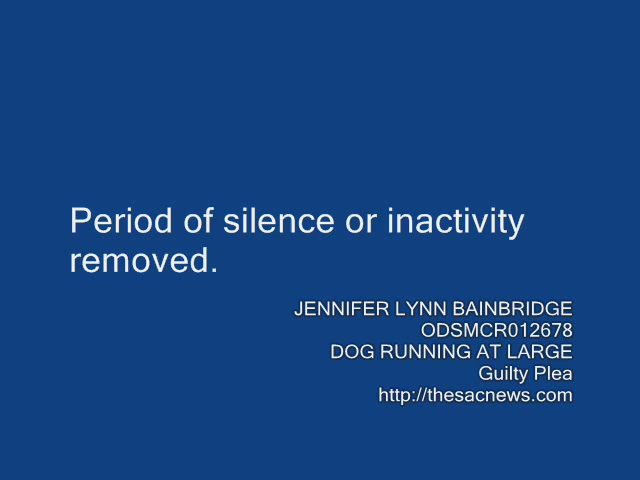 Period of silence or inactivity
removed.
JENNIFER LYNN BAINBRIDGE
ODSMCR012678
DOG RUNNING AT LARGE
Guilty Plea
http://thesacnews.com